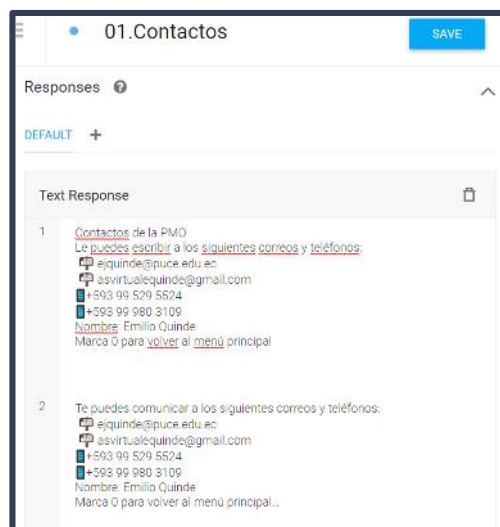 01.Contactos
SAVE
Responses
DEFAULT +
Text Response
1 Contactos de la PMO
Le puedes escribir a los siguientes correos y teléfonos:
📫 ejquinde@puce.edu.ec
📫 asvirtualequinde@gmail.com
📱+593 99 529 5524
📱+593 99 980 3109
Nombre: Emilio Quinde
Marca 0 para volver al menú principal
2 Te puedes comunicar a los siguientes correos y teléfonos:
📫 ejquinde@puce.edu.ec
📫 asvirtualequinde@gmail.com
📱+593 99 529 5524
📱+593 99 980 3109
Nombre: Emilio Quinde
Marca 0 para volver al menú principal...